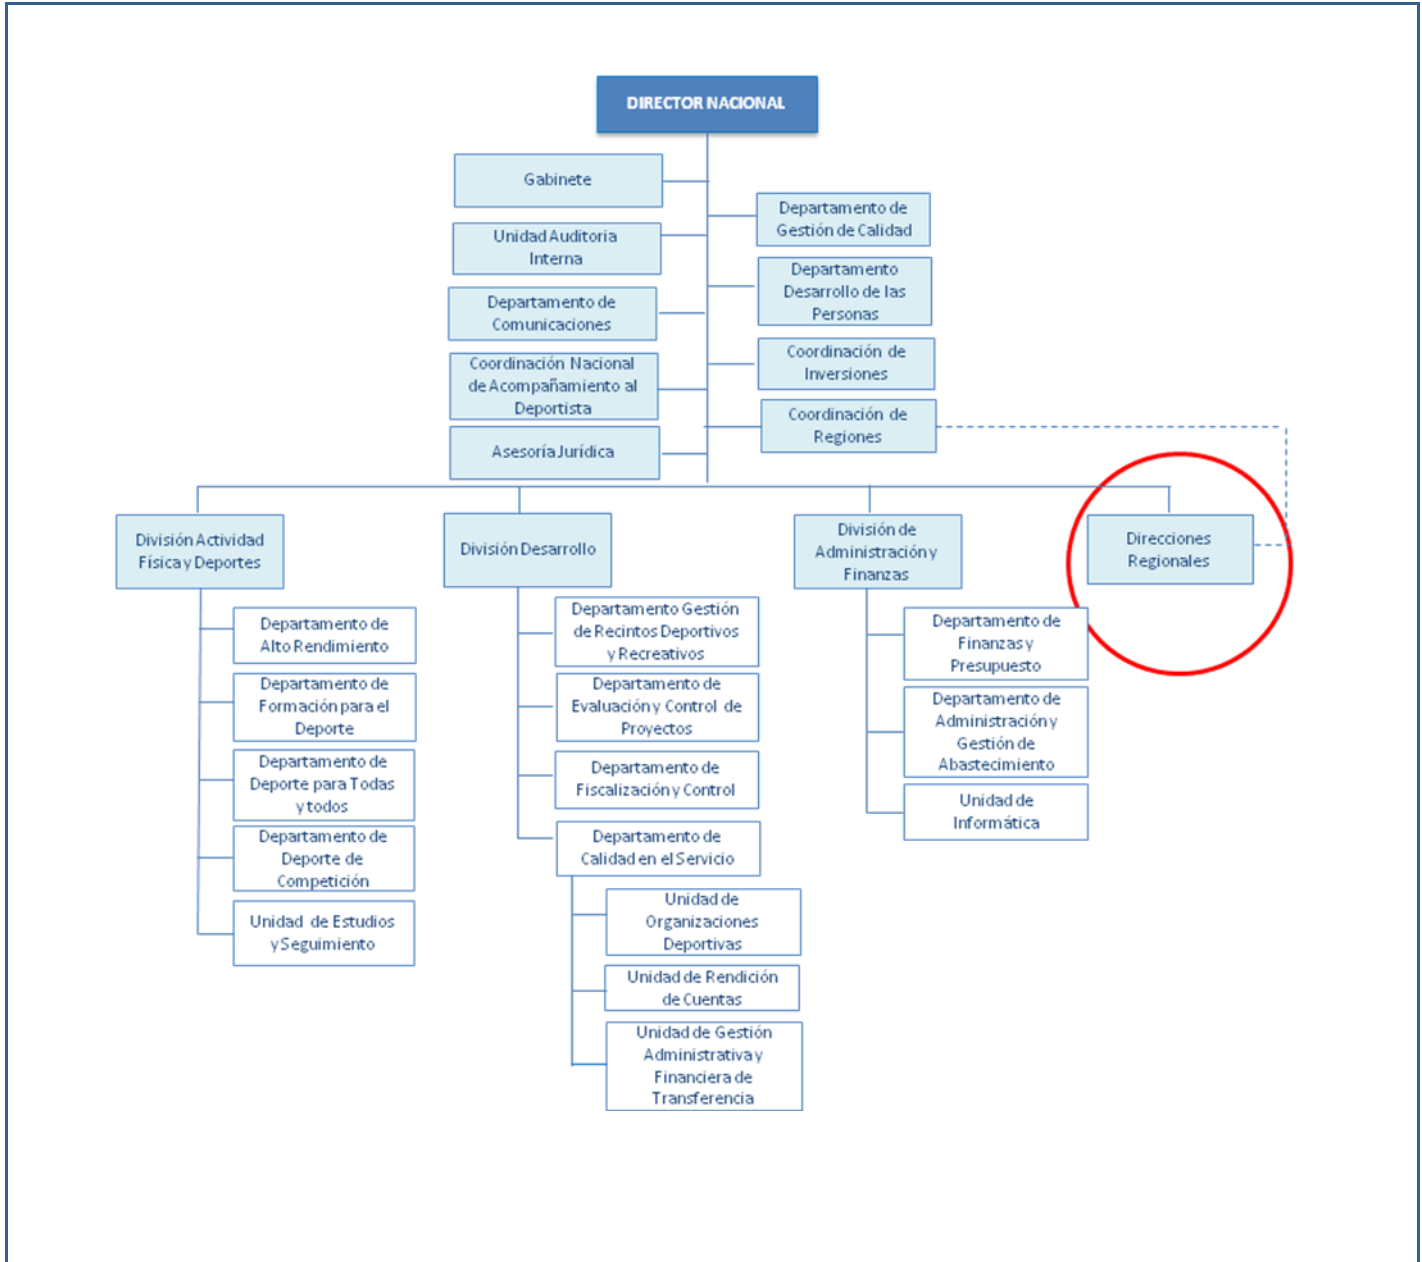 DIRECTOR NACIONAL
Gabinete
Unidad Auditoria
Interna
Departamento de
Comunicaciones
Coordinación Nacional
de Acompañamiento al
Deportista
Asesoría Jurídica
Departamento de
Gestión de Calidad
Departamento
Desarrollo de las
Personas
Coordinación de
Inversiones
Coordinación de
Regiones
División Actividad
Física y Deportes
Departamento de
Alto Rendimiento
Departamento de
Formación para el
Deporte
Departamento de
Deporte para Todas
y todos
Departamento de
Deporte de
Competición
Unidad de Estudios
y Seguimiento
División Desarrollo
Departamento Gestión
de Recintos Deportivos
y Recreativos
Departamento de
Evaluación y Control de
Proyectos
Departamento de
Fiscalización y Control
Departamento de
Calidad en el Servicio
Unidad de
Organizaciones
Deportivas
Unidad de Rendición
de Cuentas
Unidad de Gestión
Administrativa y
Financiera de
Transferencia
División de
Administración y
Finanzas
Departamento de
Finanzas y
Presupuesto
Departamento de
Administración y
Gestión de
Abastecimiento
Unidad de
Informática
Direcciones
Regionales